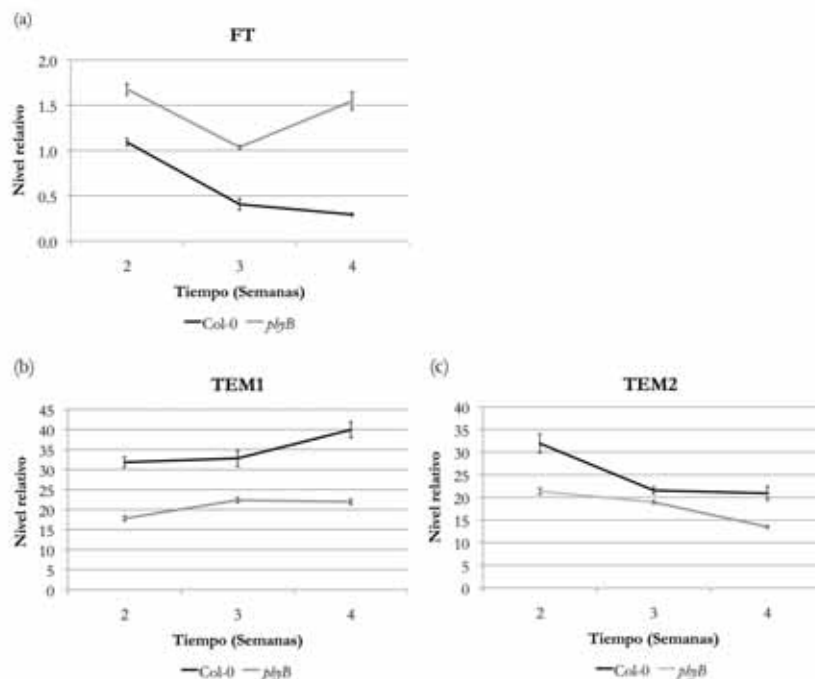 (a)
FT
Nivel relativo
2.0
1.5
1.0
0.5
0.0
2 3 4
Tiempo (Semanas)
Col-0 phyB
(b)
TEM1
Nivel relativo
45
40
35
30
25
20
15
10
5
0
2 3 4
Tiempo (Semanas)
Col-0 phyB
(c)
TEM2
Nivel relativo
40
35
30
25
20
15
10
5
0
2 3 4
Tiempo (Semanas)
Col-0 phyB